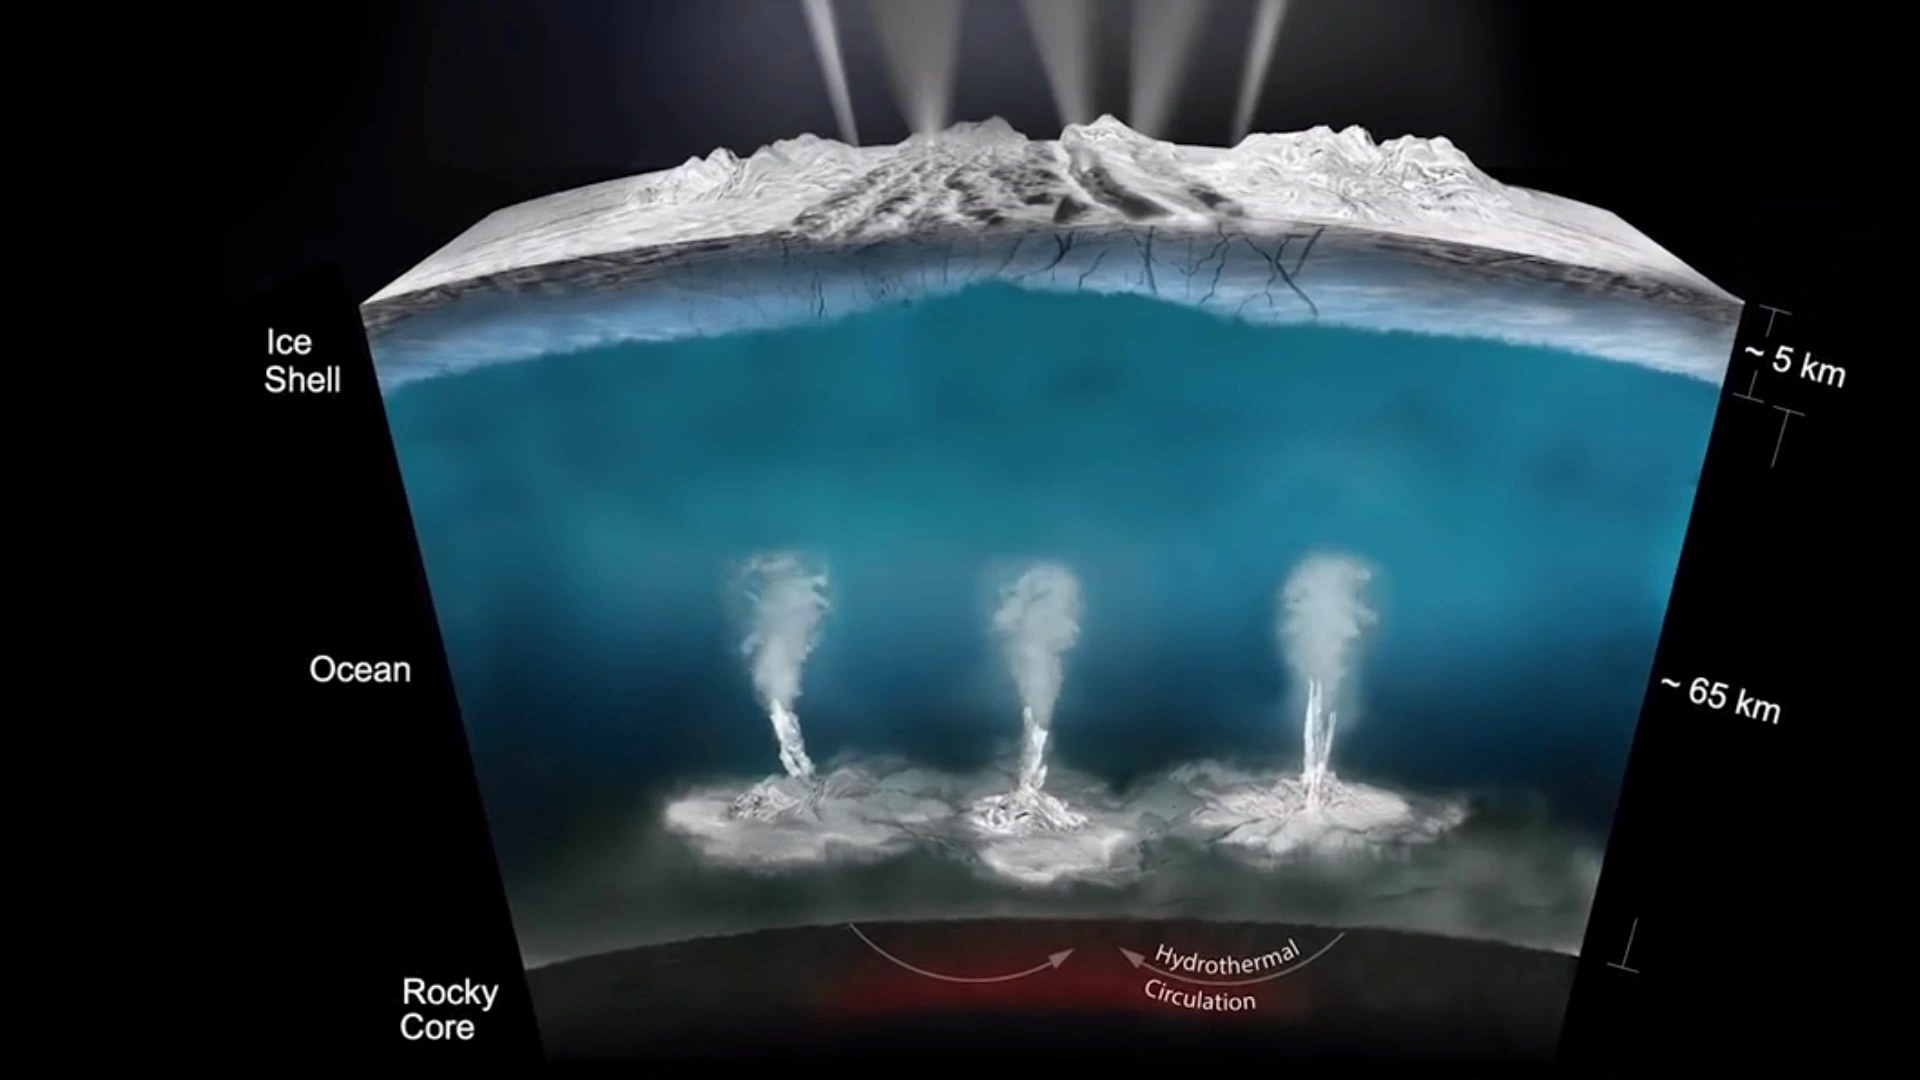 Ice
Shell
~ 5 km
Ocean
~ 65 km
Hydrothermal
Circulation
Rocky
Core